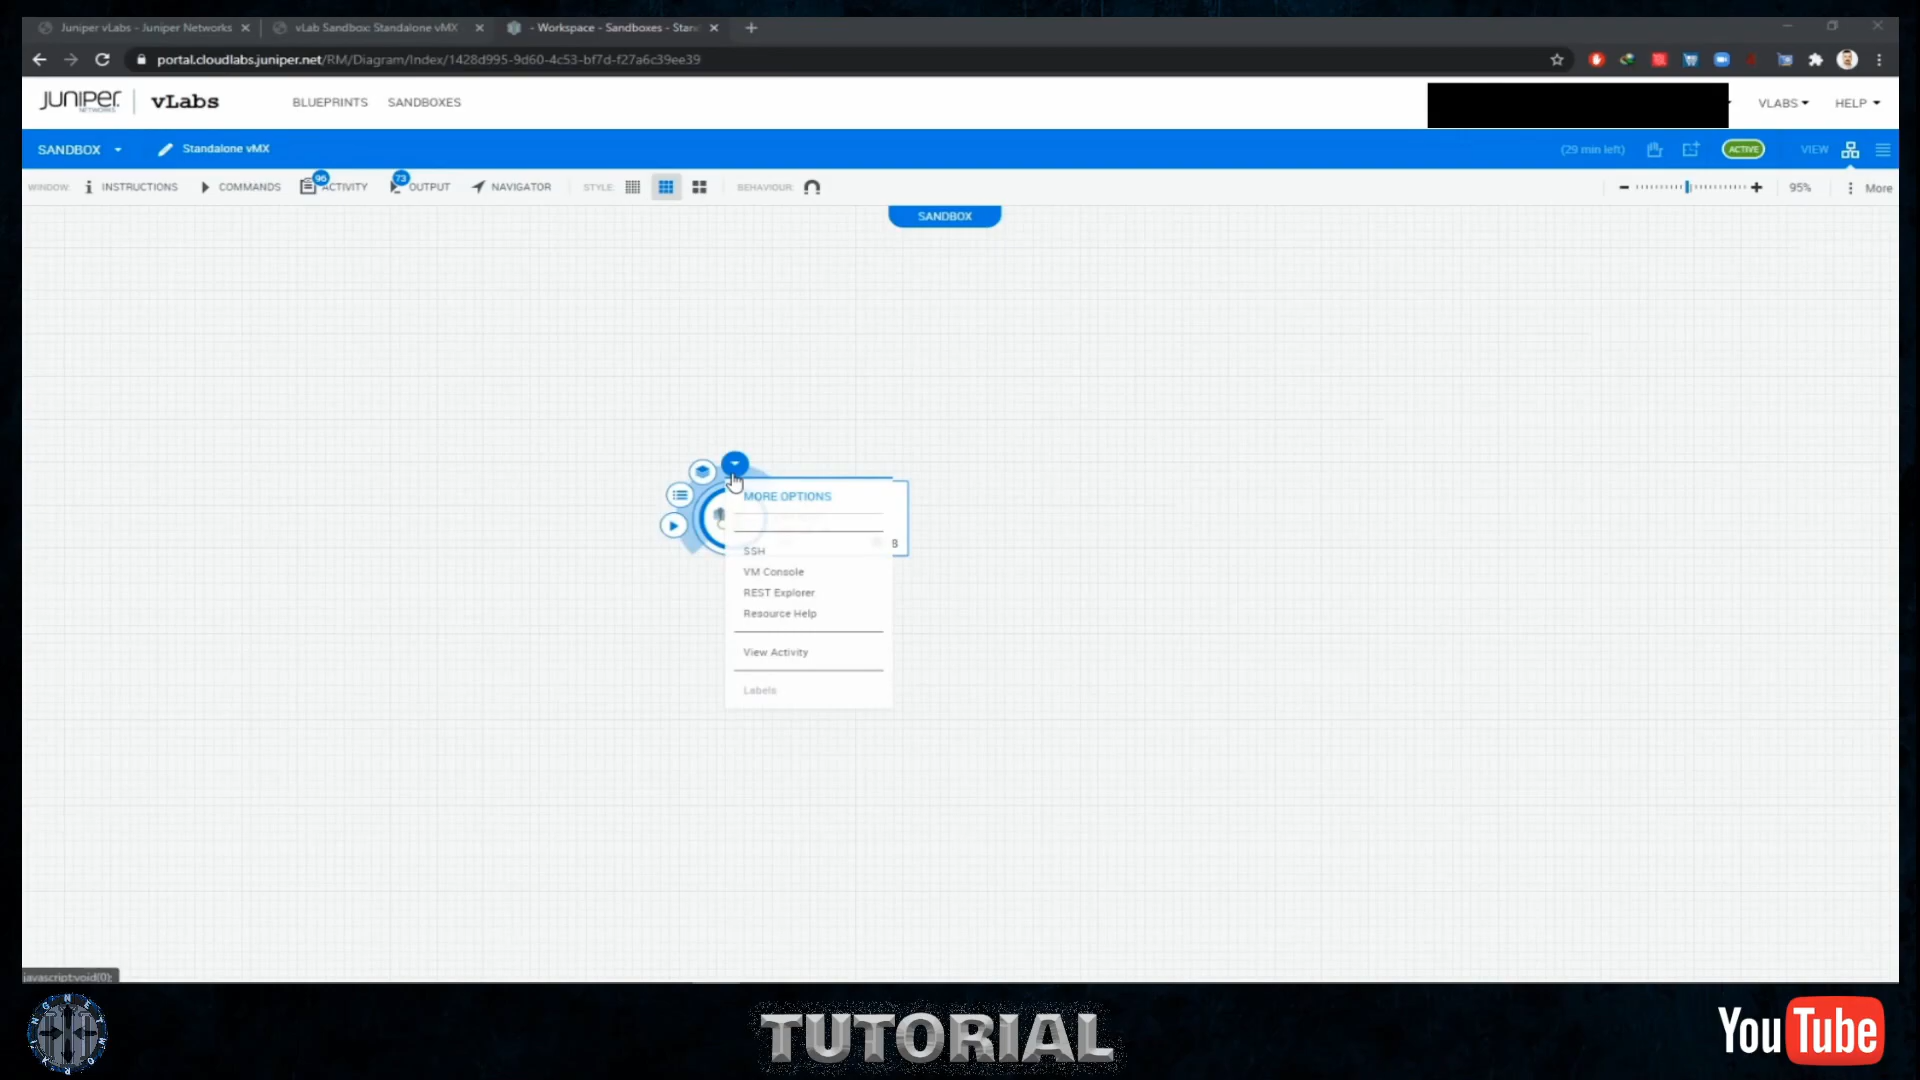 Juniper vLabs - Juniper Networks
vLab Sandbox: Standalone vMX
- Workspace - Sandboxes - Stan
portal.cloudlabs.juniper.net/RM/Diagram/Index/1428d995-9d60-4c53-bf7d-f27a6c39ee39
JUNIPER NETWORKS vLabs BLUEPRINTS SANDBOXES VLABS HELP
SANDBOX Standalone vMX (29 min left) ACTIVE VIEW
WINDOW: INSTRUCTIONS COMMANDS 96 ACTIVITY 73 OUTPUT NAVIGATOR STYLE: BEHAVIOUR: 95% More
SANDBOX
MORE OPTIONS
B
SSH
VM Console
REST Explorer
Resource Help
View Activity
Labels
javascript:void(0);
IGNETWORK
TUTORIAL
YouTube